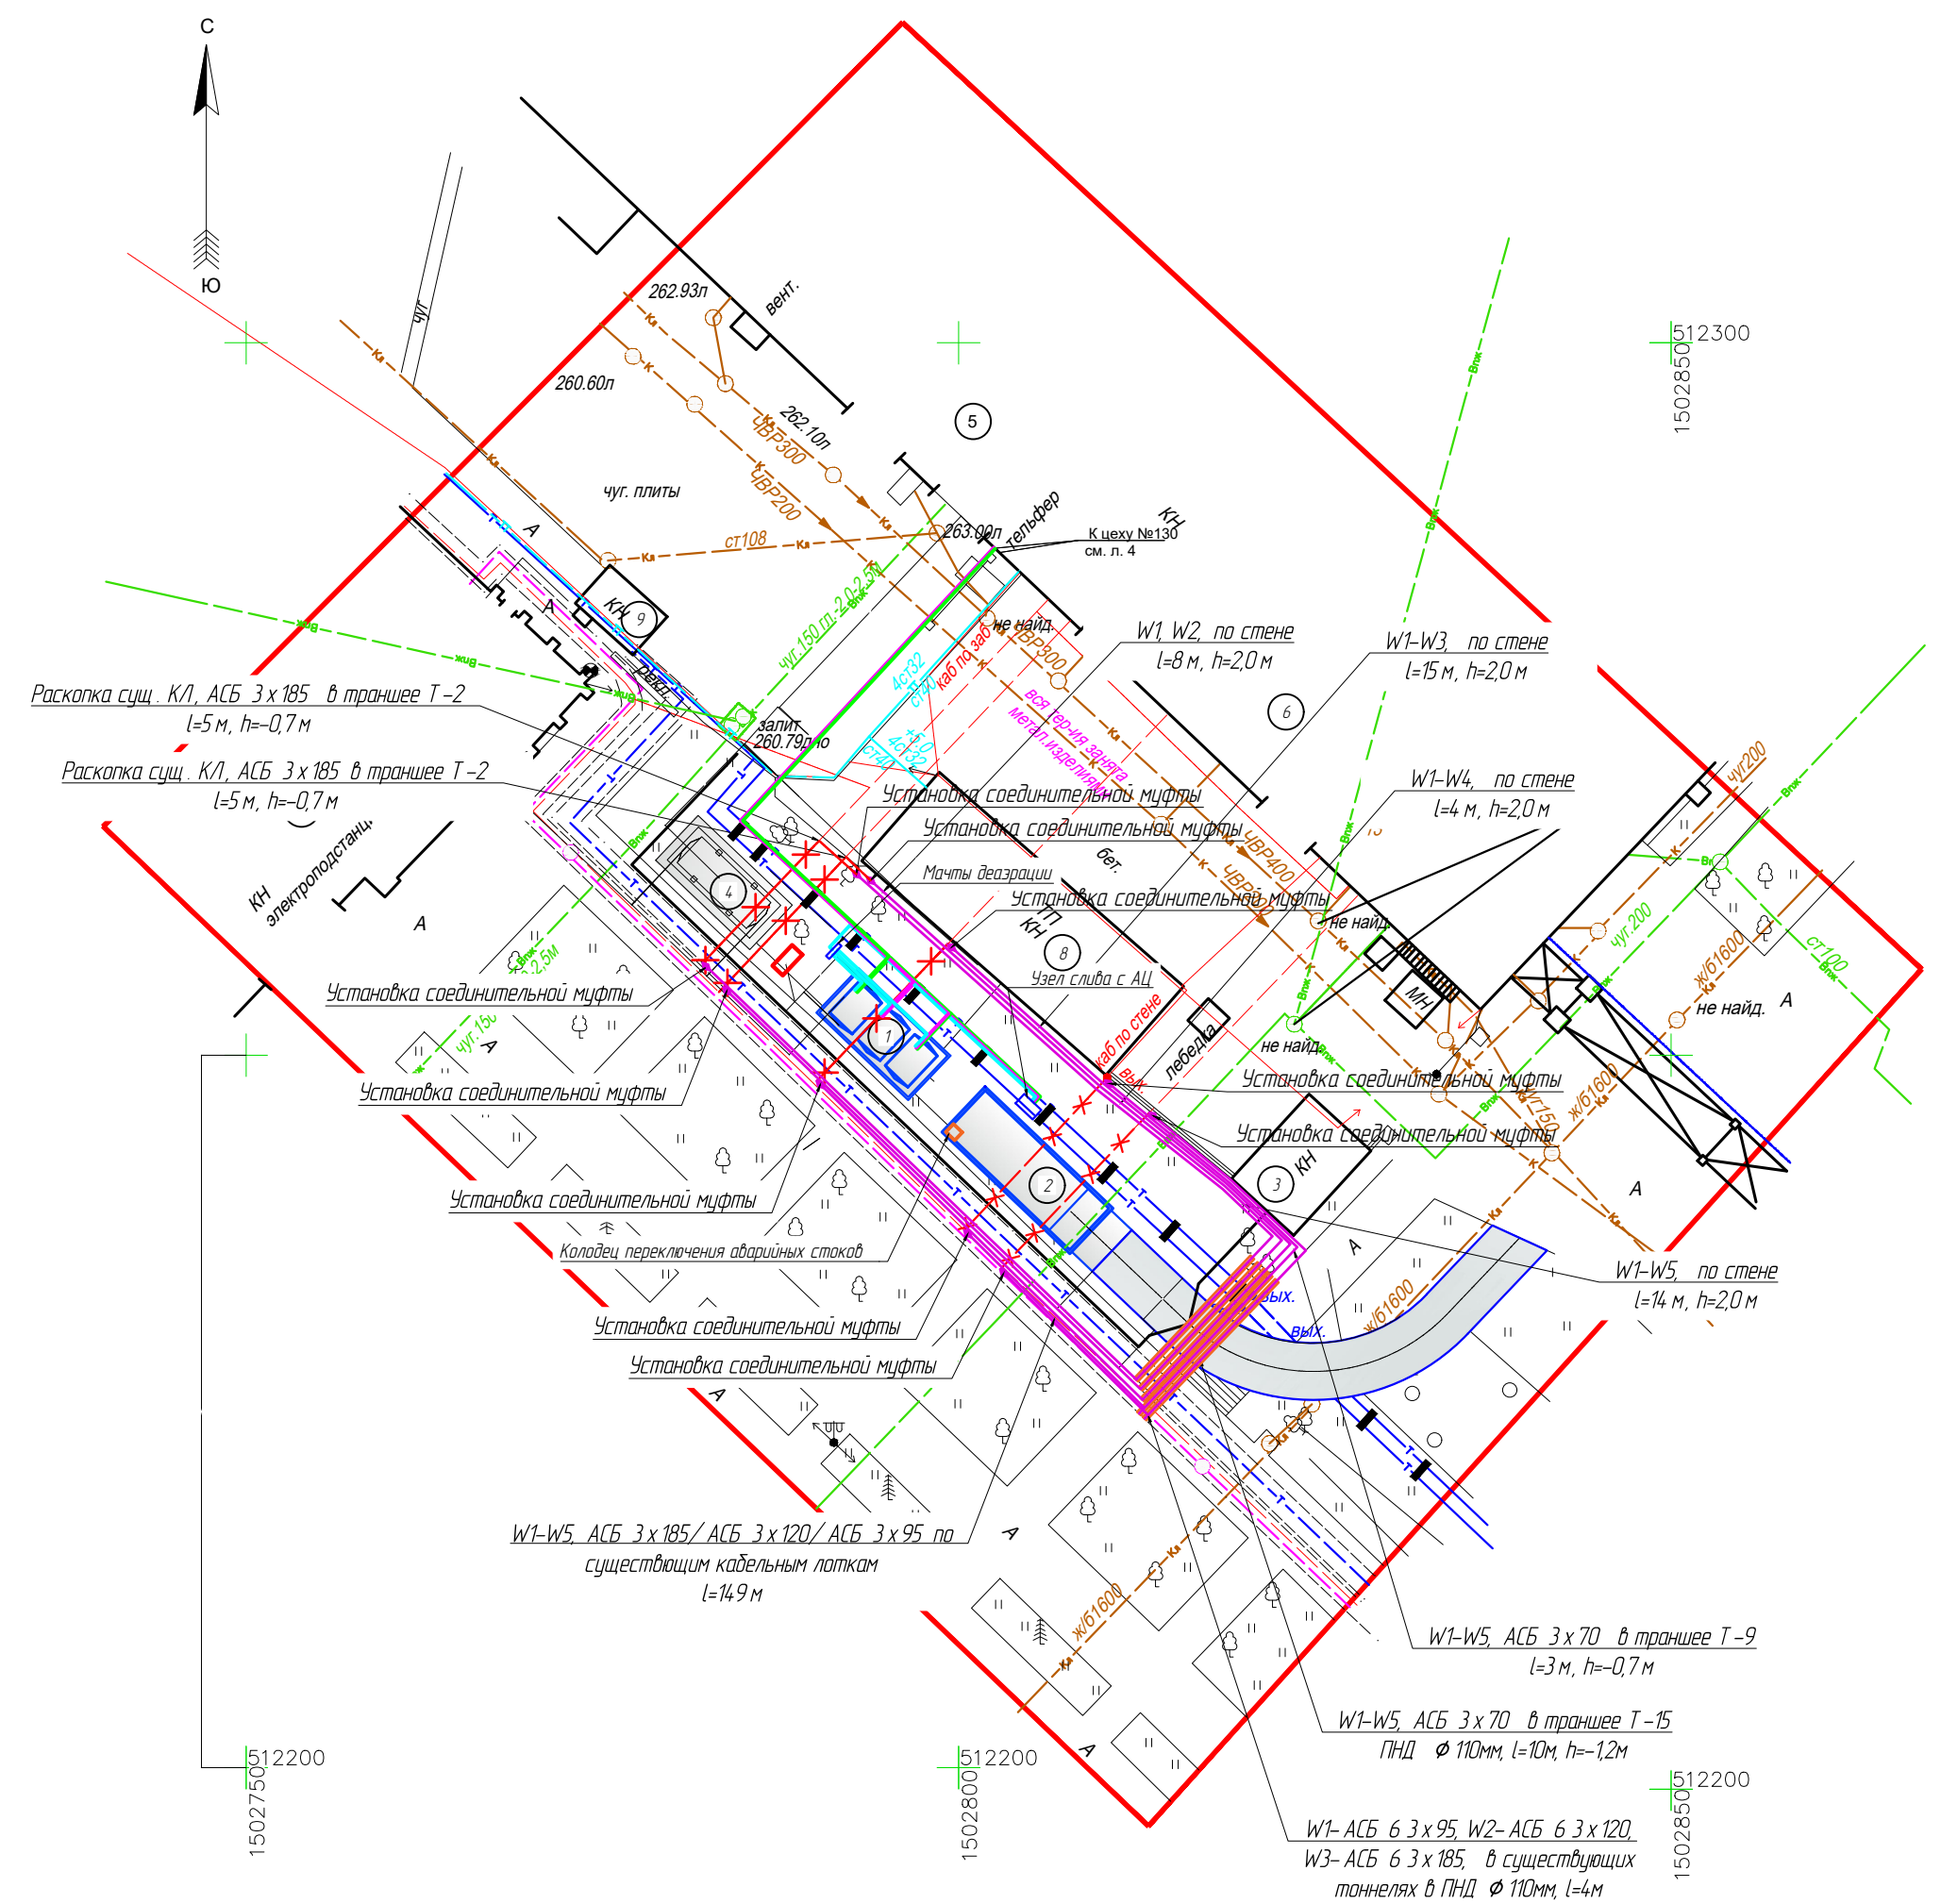 С
Ю
262.93л
вент.
чуг
260.60л
262.10л
ЧВР300
ЧВР200
512300
1502850
5
чуг. плиты
ст108
263.00л
тельфер
КН
К цеху №130
см. л. 4
А
КН
9
А
чуг.150 гл.-2.0-2.5м
не найд.
ЧВР300
каб по заб
4ст32
ст40
W1, W2, по стене
l=8 м, h=2,0 м
W1-W3, по стене
l=15 м, h=2,0 м
Раскопка сущ. КЛ, АСБ 3х185 в траншее Т-2
l=5 м, h=-0,7 м
залит
260.79дно
+5.0
4ст32
ст40
вся тер-ия занята
метал.изделиями
6
Раскопка сущ. КЛ, АСБ 3х185 в траншее Т-2
l=5 м, h=-0,7 м
W1-W4, по стене
l=4 м, h=2,0 м
чуг200
Установка соединительной муфты
Установка соединительной муфты
бет.
ЧВР400
Мачты деаэрации
Установка соединительной муфты
КН
4
А
ТП
КН
8
не найд.
чуг.200
ст100
ж/б1600
Узел слива с АЦ
Установка соединительной муфты
МН
не найд.
А
1
каб по стене
вых
лебедка
не найд.
А
Установка соединительной муфты
Установка соединительной муфты
чуг150
ж/б1600
Установка соединительной муфты
2
3
КН
А
Установка соединительной муфты
Колодец переключения аварийных стоков
А
W1-W5, по стене
l=14 м, h=2,0 м
вых.
вых.
ж/б1600
Установка соединительной муфты
Установка соединительной муфты
А
W1-W5, АСБ 3х185/ АСБ 3х120/ АСБ 3х95 по
существующим кабельным лоткам
l=149 м
А
ж/б1600
W1-W5, АСБ 3х70 в траншее Т-9
l=3 м, h=-0,7 м
W1-W5, АСБ 3х70 в траншее Т-15
ПНД Ф 110мм, l=10м, h=-1,2м
А
512200
1502750
512200
1502800
512200
1502850
W1- АСБ 6 3х95, W2- АСБ 6 3х120,
W3- АСБ 6 3х185, в существующих
тоннелях в ПНД Ф 110мм, l=4м